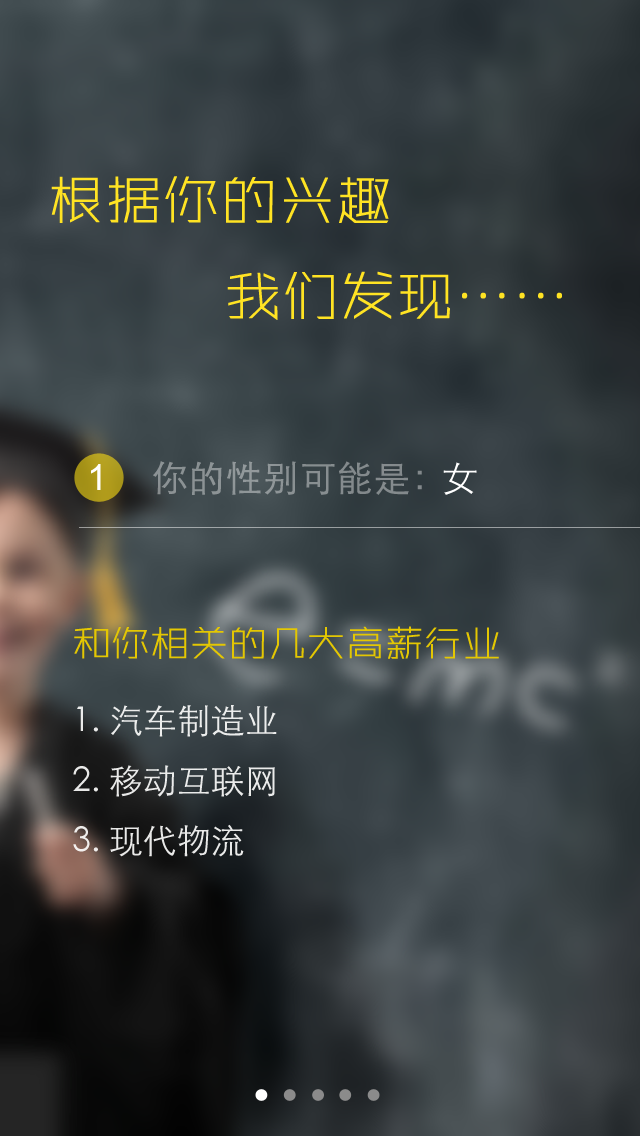 根据你的兴趣
我们发现……
1 你的性别可能是：女
和你相关的几大高薪行业
1. 汽车制造业
2. 移动互联网
3. 现代物流
e=mc²